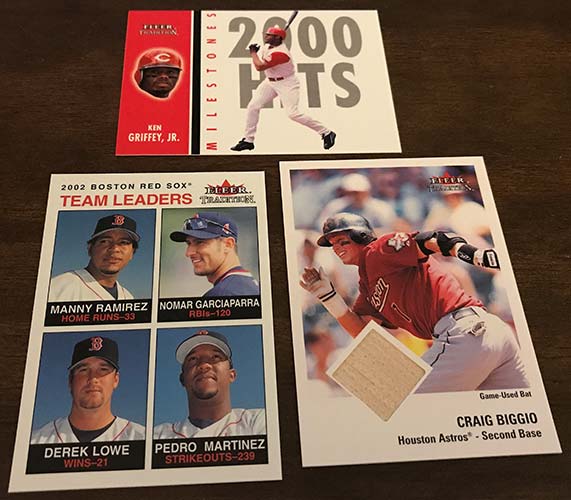 FLEER
TRADITION
KEN
GRIFFEY, JR.
MILESTONES
2000
HITS
2002 BOSTON RED SOX®
TEAM LEADERS
FLEER
TRADITION
MANNY RAMIREZ
HOME RUNS–33
NOMAR GARCIAPARRA
RBIs–120
DEREK LOWE
WINS–21
PEDRO MARTINEZ
STRIKEOUTS–239
FLEER
TRADITION
1
Game-Used Bat
CRAIG BIGGIO
Houston Astros® - Second Base